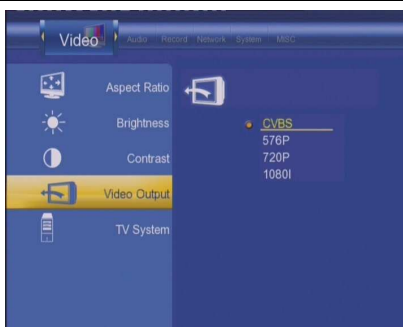 Video Audio Record Network System MISC
Aspect Ratio
Brightness
Contrast
Video Output
TV System
CVBS
576P
720P
1080I